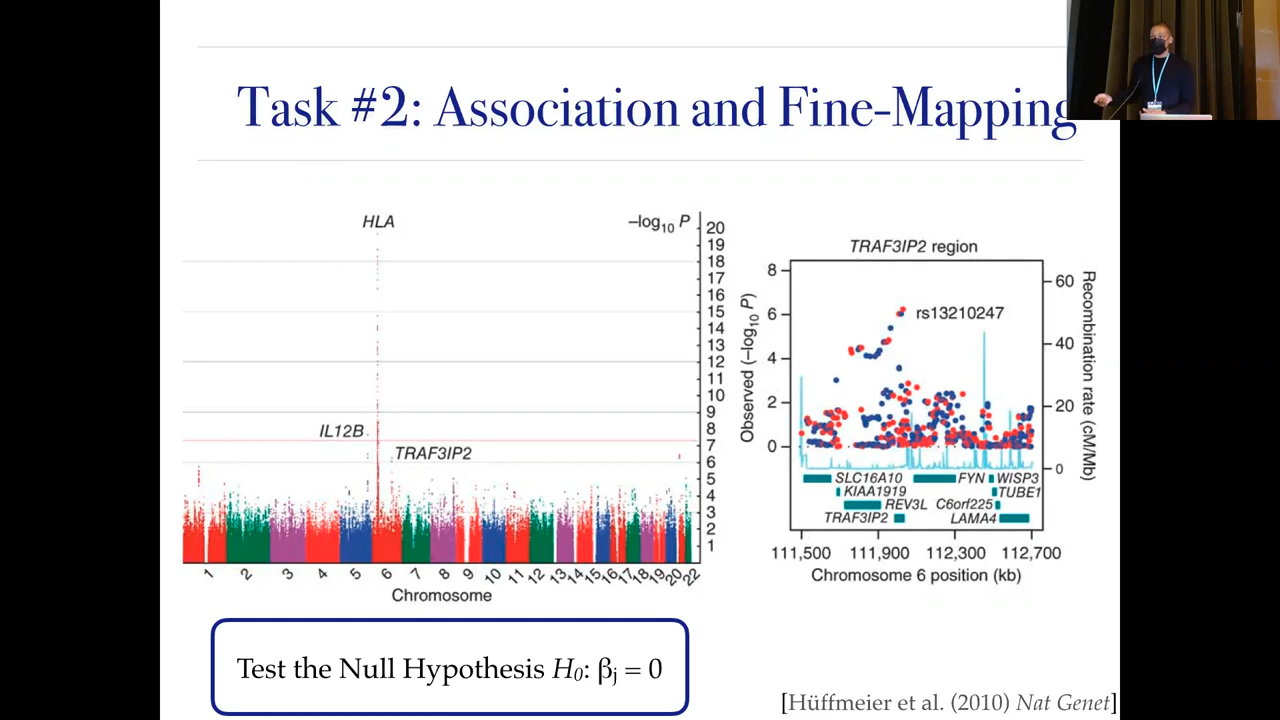 Task #2: Association and Fine-Mapping
HLA
–log10 P
20
19
18
17
16
15
14
13
12
11
10
9
8
7
6
5
4
3
2
1
IL12B
TRAF3IP2
1 2 3 4 5 6 7 8 9 10 11 12 13 14 15 16 17 18 19 20 22
Chromosome
TRAF3IP2 region
Observed (–log10 P)
8
6
4
2
0
rs13210247
60
40
20
0
Recombination rate (cM/Mb)
SLC16A10 FYN WISP3
KIAA1919 TUBE1
REV3L C6orf225
TRAF3IP2 LAMA4
111,500 111,900 112,300 112,700
Chromosome 6 position (kb)
Test the Null Hypothesis H0: βj = 0
[Hüffmeier et al. (2010) Nat Genet]